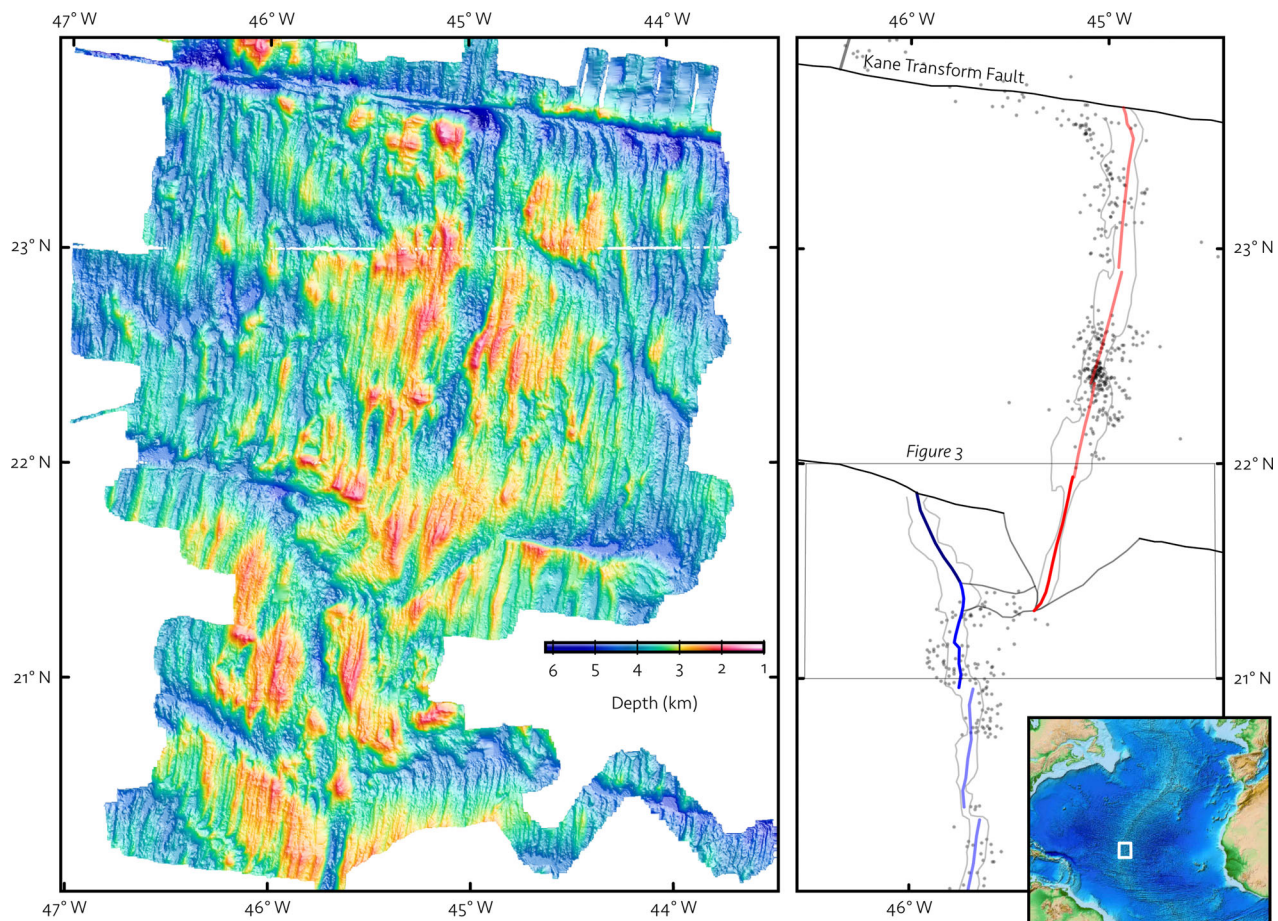 47° W 46° W 45° W 44° W
46° W 45° W
Kane Transform Fault
23° N
23° N
22° N
Figure 3
22° N
6 5 4 3 2 1
Depth (km)
21° N
21° N
47° W 46° W 45° W 44° W
46° W